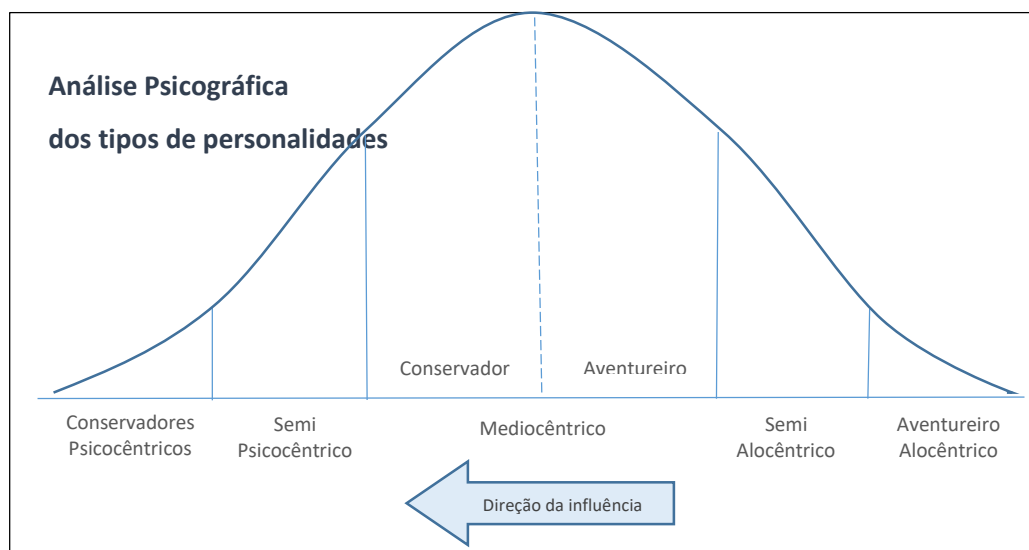 Análise Psicográfica
dos tipos de personalidades
Conservador
Aventureiro
Conservadores
Psicocêntricos
Semi
Psicocêntrico
Mediocêntrico
Semi
Alocêntrico
Aventureiro
Alocêntrico
Direção da influência